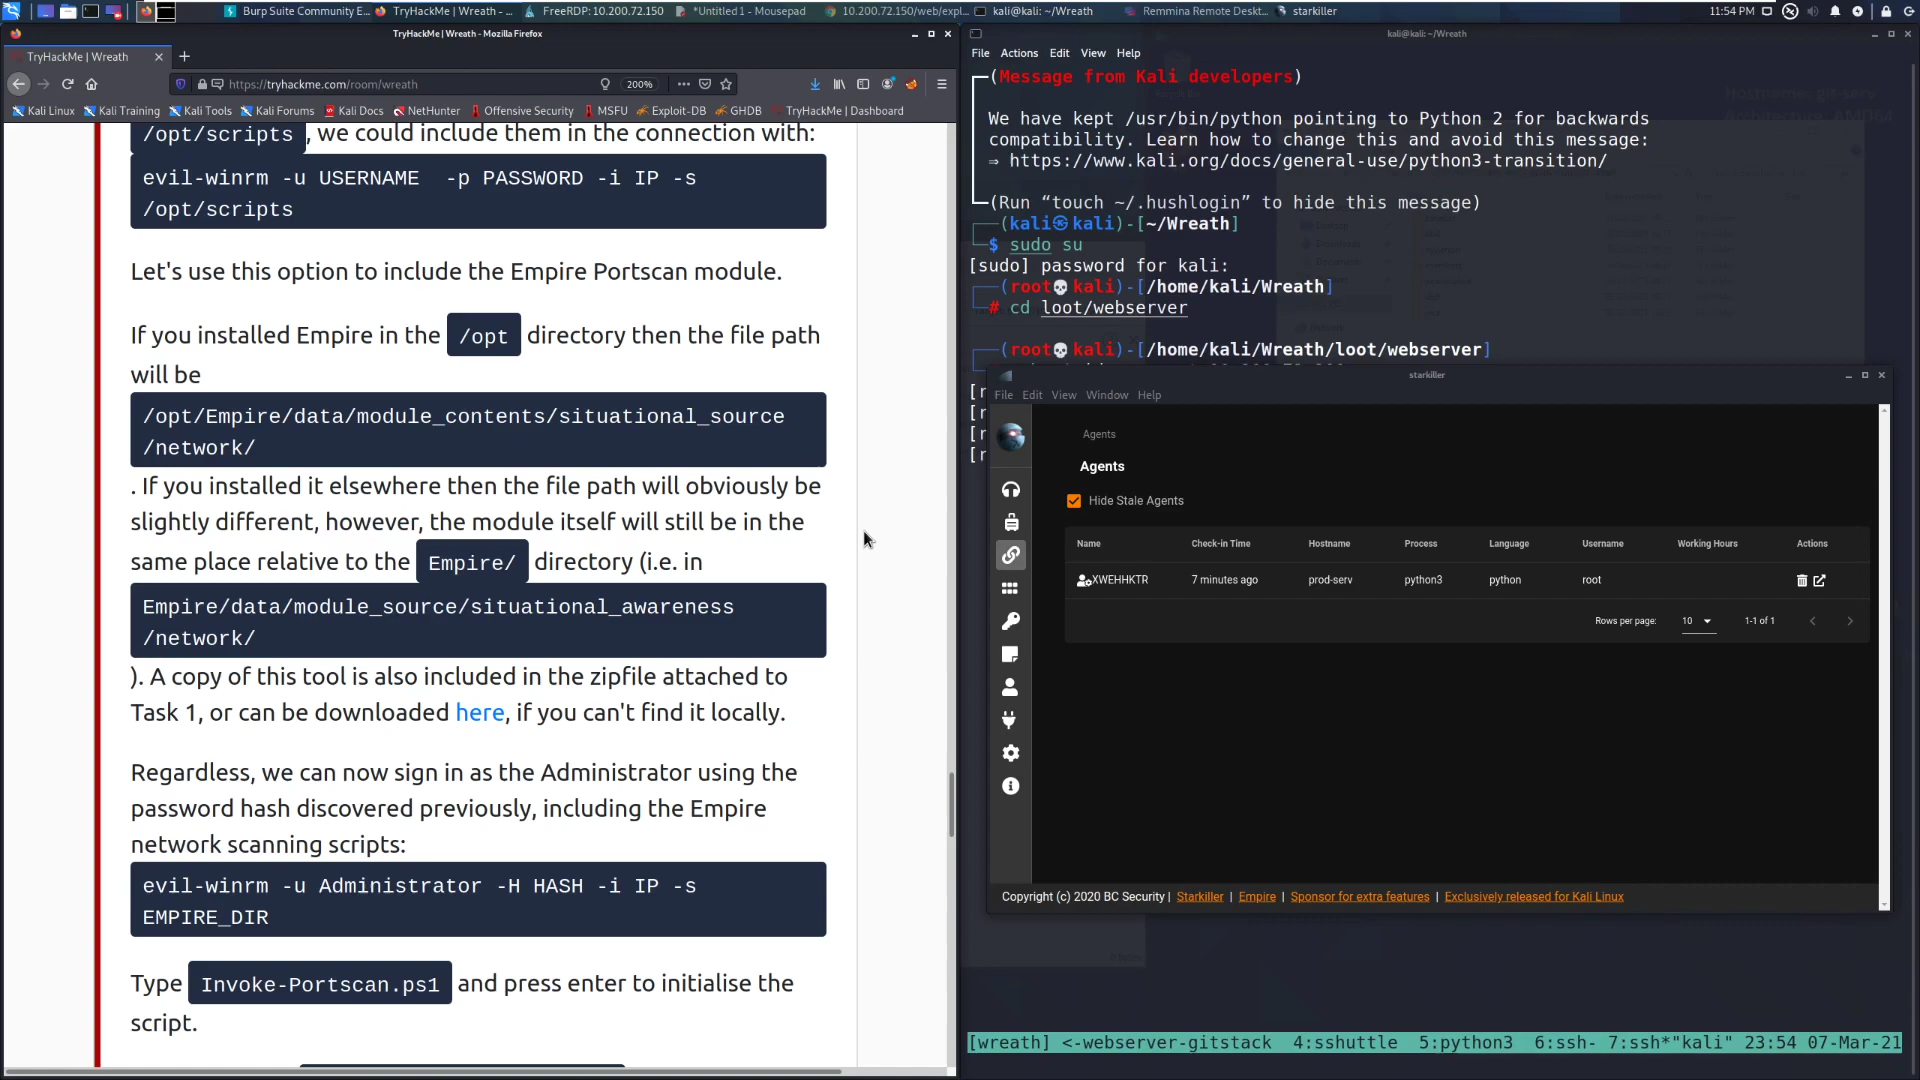 Burp Suite Community E...
TryHackMe | Wreath - ...
FreeRDP: 10.200.72.150
*Untitled 1 - Mousepad
10.200.72.150/web/expl...
kali@kali: ~/Wreath
Remmina Remote Deskt...
starkiller
11:54 PM
TryHackMe | Wreath - Mozilla Firefox
TryHackMe | Wreath
https://tryhackme.com/room/wreath
200%
Kali Linux
Kali Training
Kali Tools
Kali Forums
Kali Docs
NetHunter
Offensive Security
MSFU
Exploit-DB
GHDB
TryHackMe | Dashboard
/opt/scripts , we could include them in the connection with:
evil-winrm -u USERNAME  -p PASSWORD -i IP -s
/opt/scripts
Let's use this option to include the Empire Portscan module.
If you installed Empire in the /opt directory then the file path
will be
/opt/Empire/data/module_contents/situational_source
/network/
. If you installed it elsewhere then the file path will obviously be
slightly different, however, the module itself will still be in the
same place relative to the Empire/ directory (i.e. in
Empire/data/module_source/situational_awareness
/network/
). A copy of this tool is also included in the zipfile attached to
Task 1, or can be downloaded here, if you can't find it locally.
Regardless, we can now sign in as the Administrator using the
password hash discovered previously, including the Empire
network scanning scripts:
evil-winrm -u Administrator -H HASH -i IP -s
EMPIRE_DIR
Type Invoke-Portscan.ps1 and press enter to initialise the
script.
kali@kali: ~/Wreath
File Actions Edit View Help
(Message from Kali developers)
We have kept /usr/bin/python pointing to Python 2 for backwards
compatibility. Learn how to change this and avoid this message:
⇒ https://www.kali.org/docs/general-use/python3-transition/
(Run “touch ~/.hushlogin” to hide this message)
(kali㉿kali)-[~/Wreath]
$ sudo su
[sudo] password for kali:
(root💀kali)-[/home/kali/Wreath]
# cd loot/webserver
(root💀kali)-[/home/kali/Wreath/loot/webserver]
[r
[r
[r
[r
starkiller
File Edit View Window Help
Agents
Agents
Hide Stale Agents
Name Check-in Time Hostname Process Language Username Working Hours Actions
XWEHHKTR 7 minutes ago prod-serv python3 python root
Rows per page: 10 1-1 of 1
Copyright (c) 2020 BC Security | Starkiller | Empire | Sponsor for extra features | Exclusively released for Kali Linux
[wreath] <-webserver-gitstack  4:sshuttle  5:python3  6:ssh- 7:ssh*"kali" 23:54 07-Mar-21